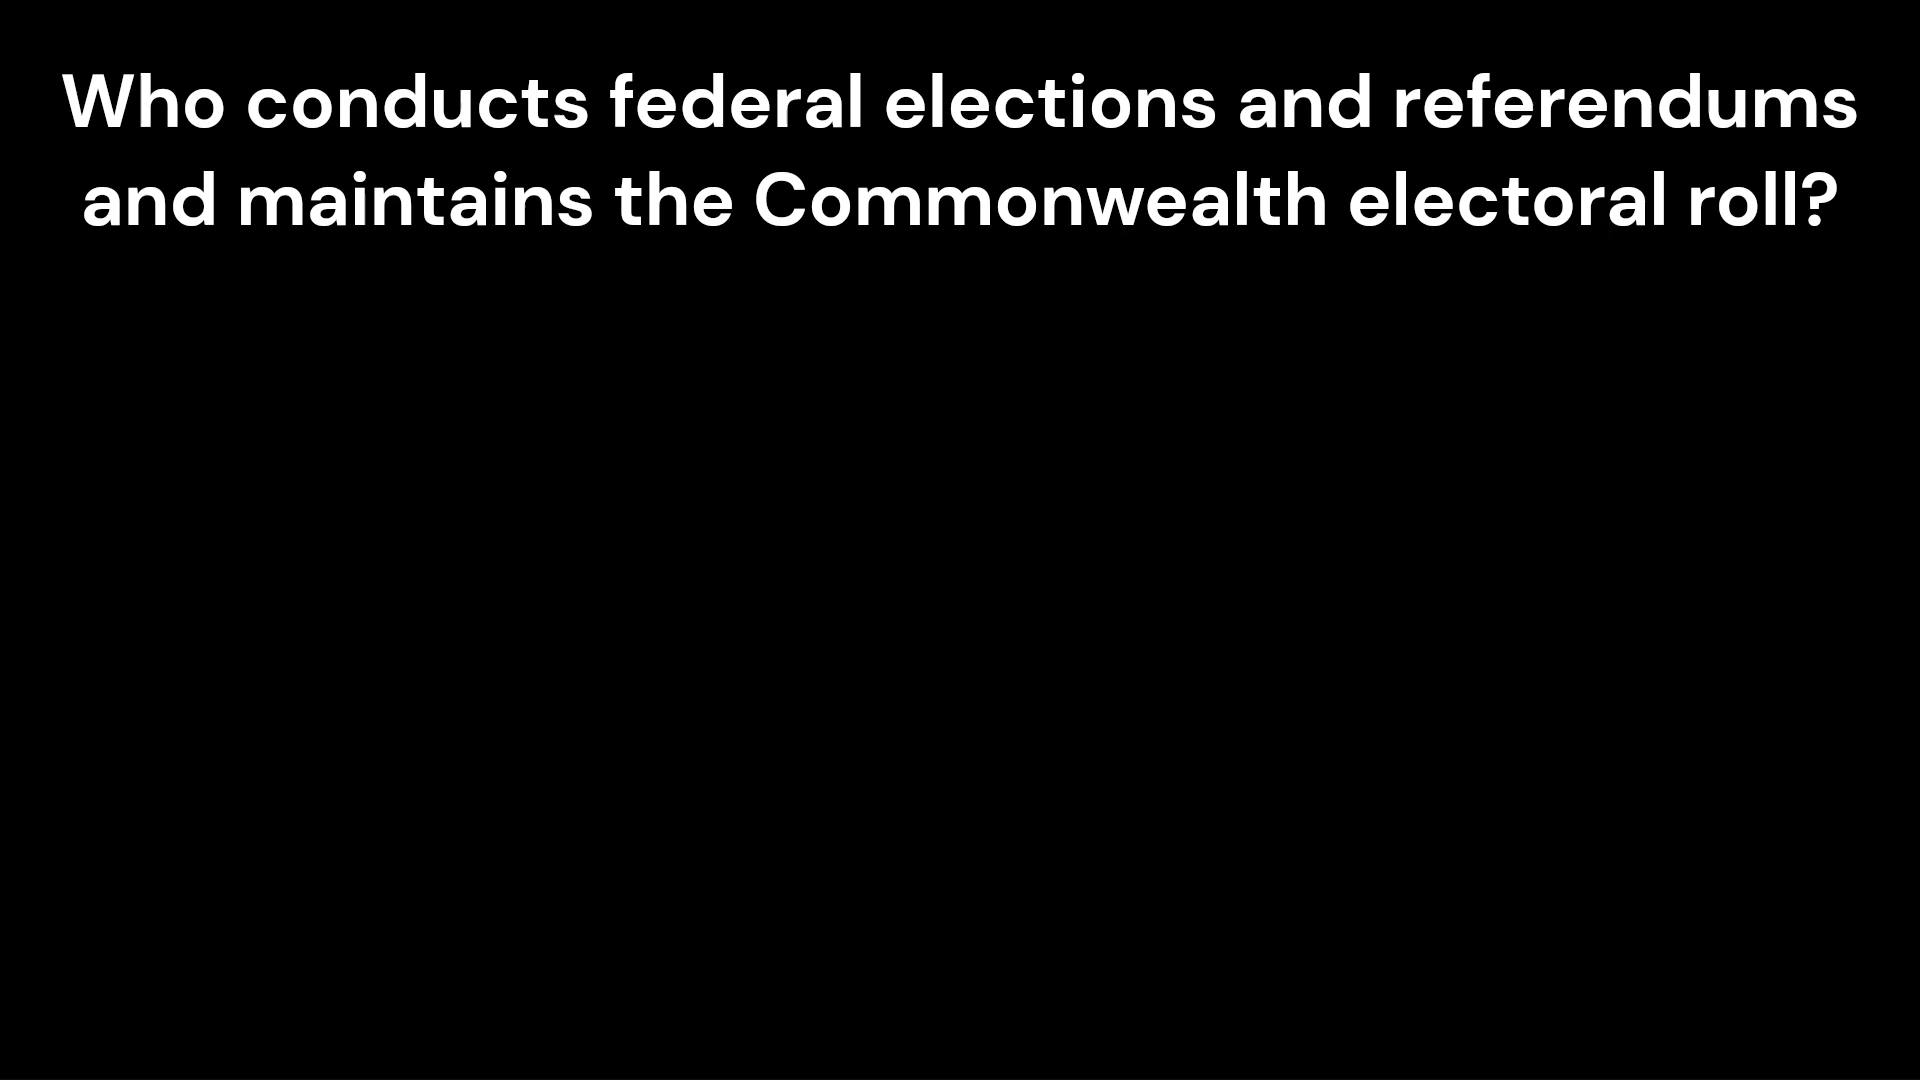 Who conducts federal elections and referendums
and maintains the Commonwealth electoral roll?